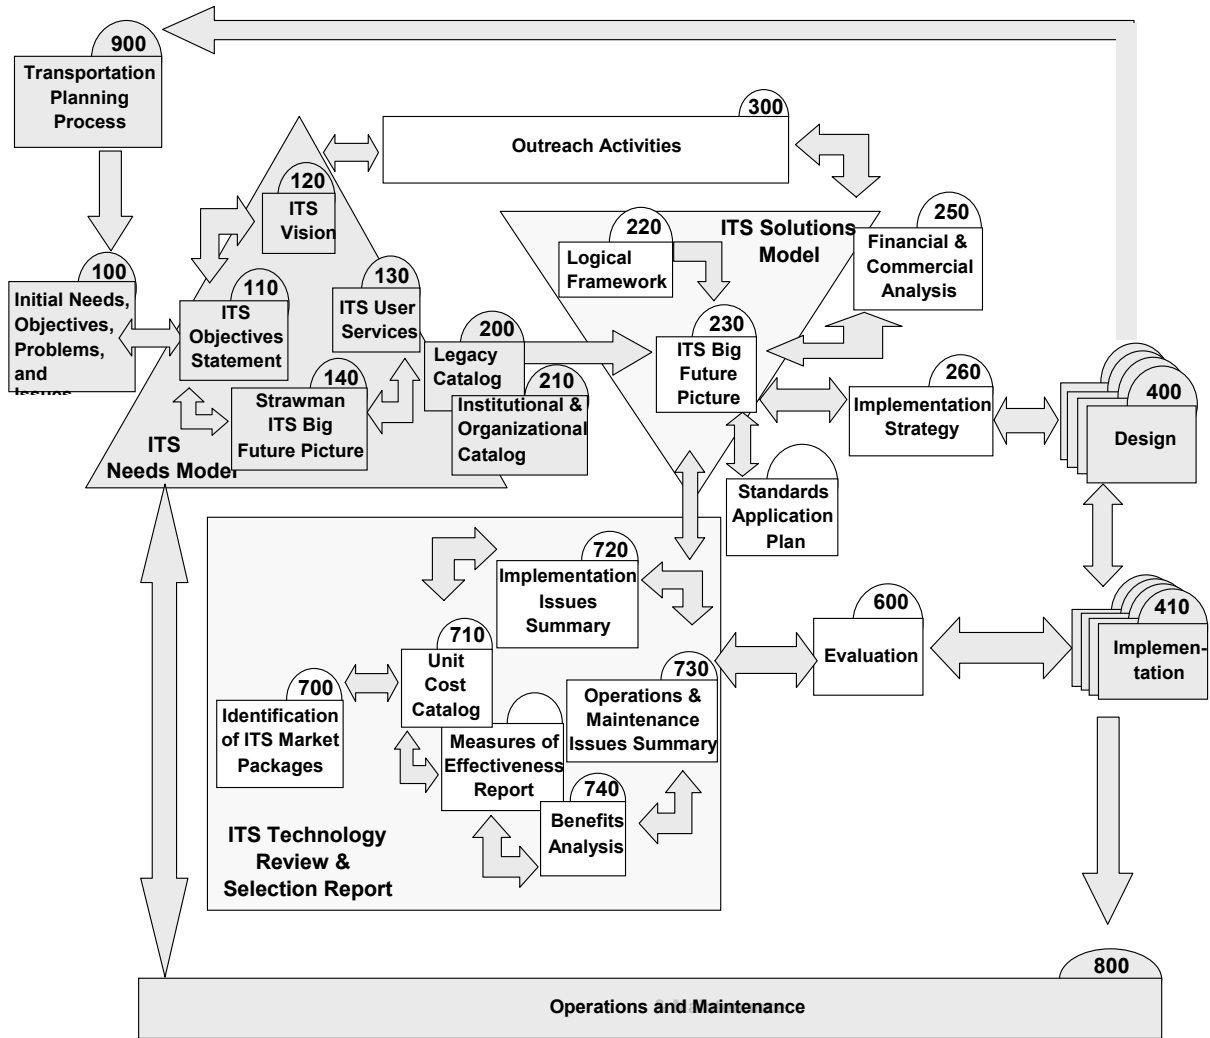 900
Transportation
Planning
Process
300
Outreach Activities
120
ITS
Vision
220
Logical
Framework
ITS Solutions
Model
250
Financial &
Commercial
Analysis
100
Initial Needs,
Objectives,
Problems,
and
Issues
110
ITS
Objectives
Statement
130
ITS User
Services
140
Strawman
ITS Big
Future Picture
ITS
Needs Model
200
Legacy
Catalog
210
Institutional &
Organizational
Catalog
230
ITS Big
Future
Picture
260
Implementation
Strategy
400
Design
Standards
Application
Plan
720
Implementation
Issues
Summary
710
Unit
Cost
Catalog
700
Identification
of ITS Market
Packages
Measures of
Effectiveness
Report
730
Operations &
Maintenance
Issues Summary
740
Benefits
Analysis
ITS Technology
Review &
Selection Report
600
Evaluation
410
Implemen-
tation
800
Operations and Maintenance